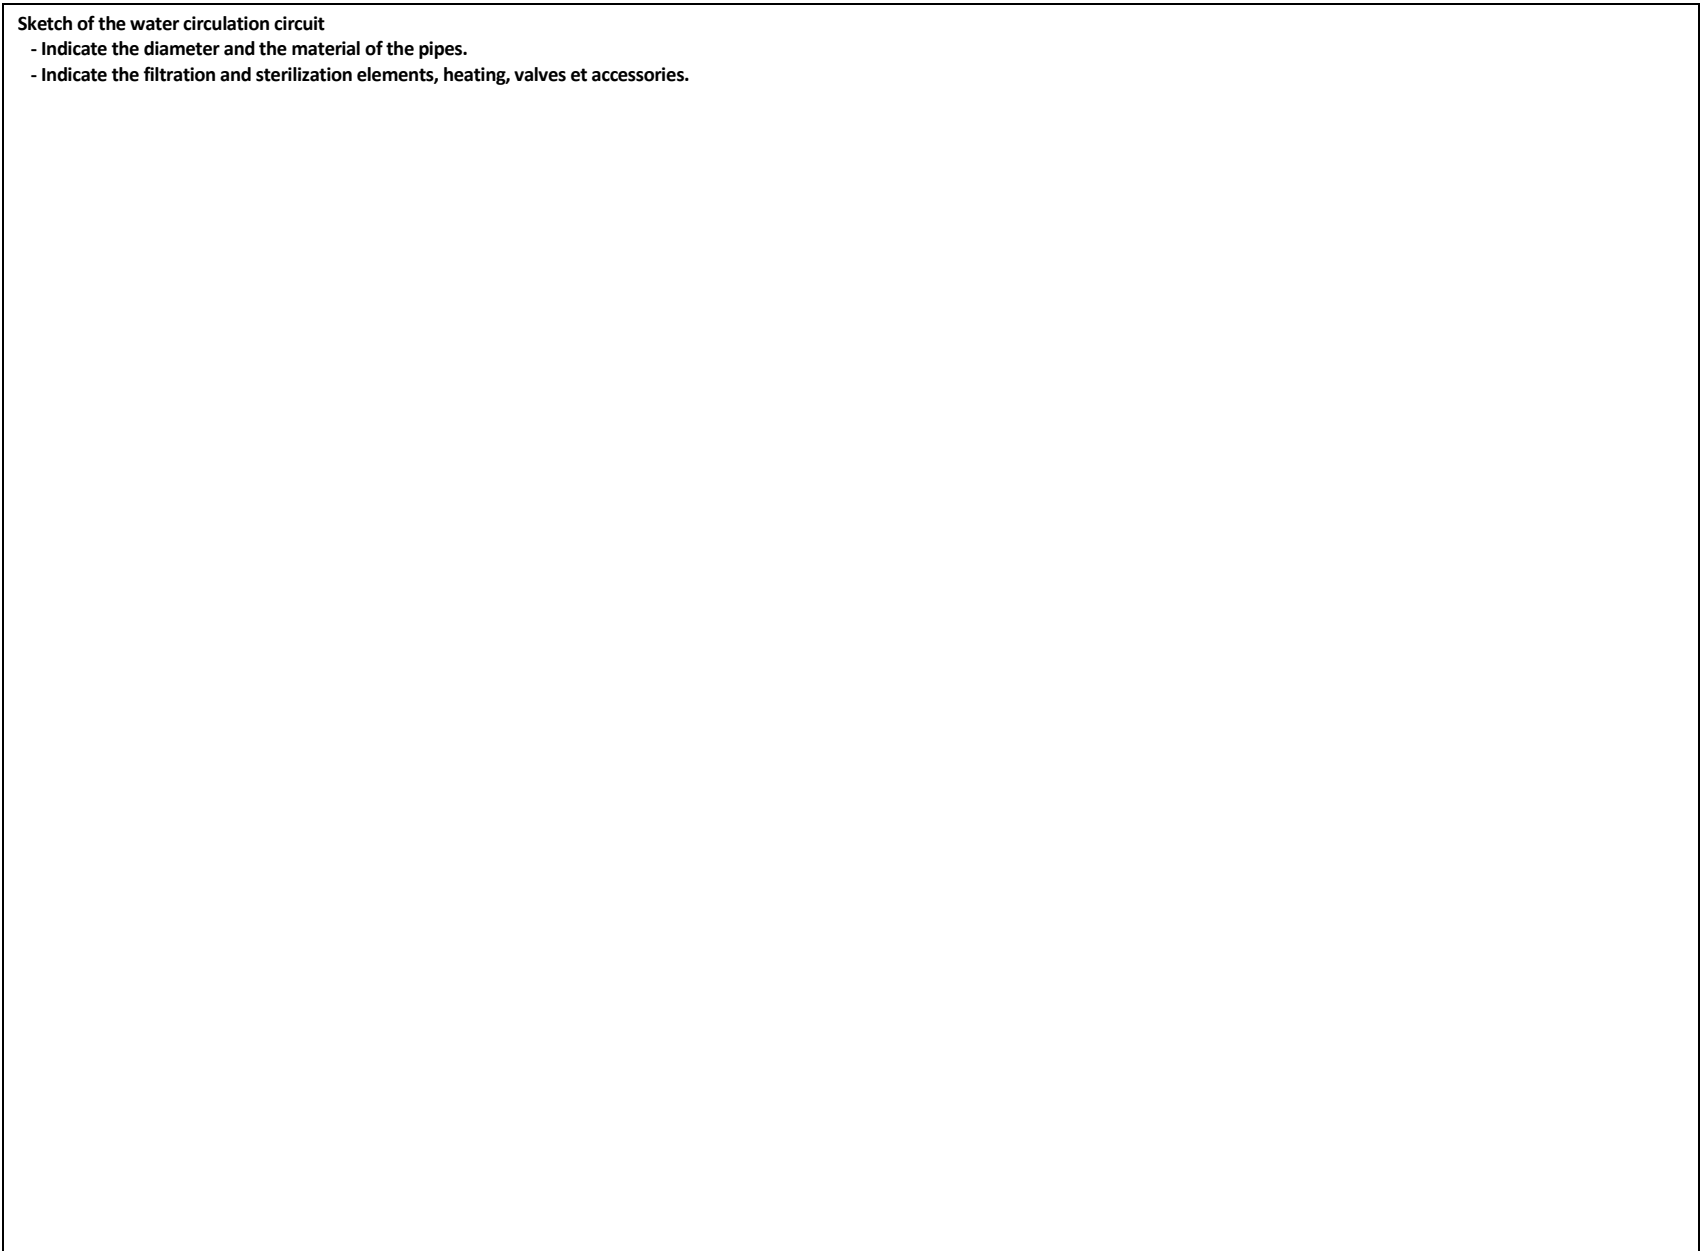 Sketch of the water circulation circuit
- Indicate the diameter and the material of the pipes.
- Indicate the filtration and sterilization elements, heating, valves et accessories.